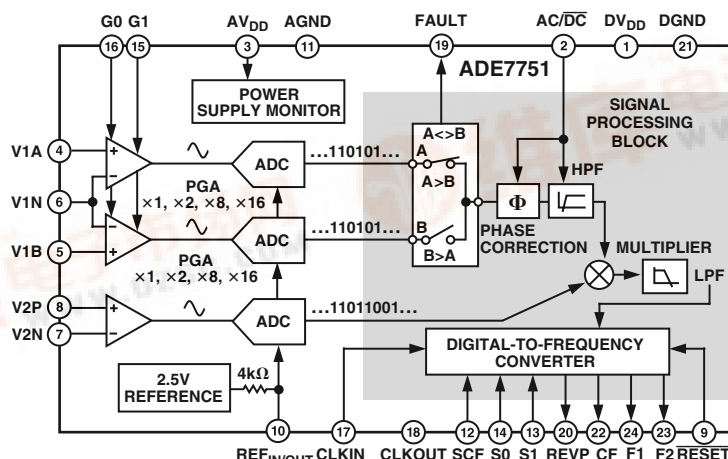 G0 G1 AV_DD AGND FAULT AC/DC DV_DD DGND
16 15 3 11 19 2 1 21
ADE7751
POWER
SUPPLY MONITOR
SIGNAL
PROCESSING
BLOCK
A<>B
V1A 4 + − ADC ...110101... A
A>B
HPF
V1N 6
PGA
×1, ×2, ×8, ×16
Φ
V1B 5 − + ADC ...110101... B
B>A
PHASE
CORRECTION
MULTIPLIER
PGA
×1, ×2, ×8, ×16
LPF
V2P 8 +
V2N 7 − ADC ...11011001...
DIGITAL-TO-FREQUENCY
CONVERTER
2.5V
REFERENCE
4kΩ
10 17 18 12 14 13 20 22 24 23 9
REF_IN/OUT CLKIN CLKOUT SCF S0 S1 REVP CF F1 F2 RESET